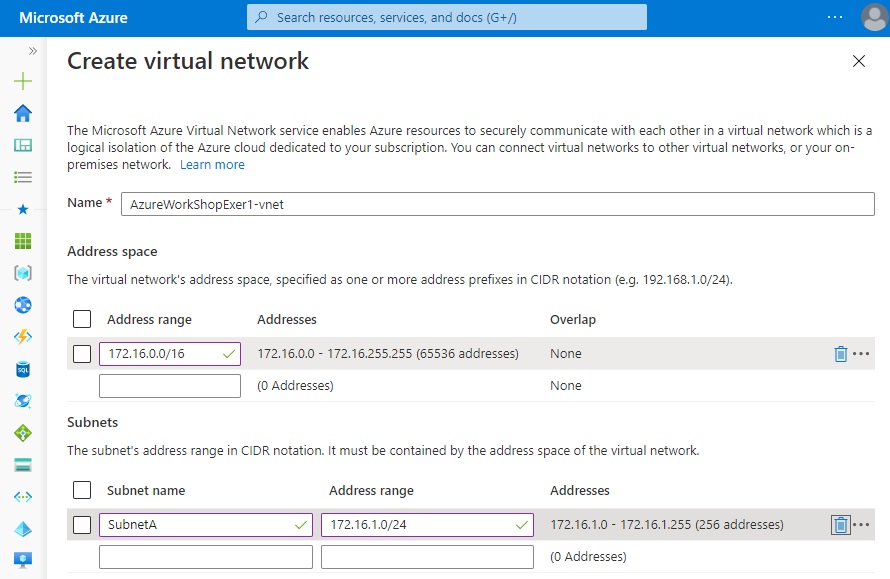 Microsoft Azure
Search resources, services, and docs (G+/)
Create virtual network
The Microsoft Azure Virtual Network service enables Azure resources to securely communicate with each other in a virtual network which is a
logical isolation of the Azure cloud dedicated to your subscription. You can connect virtual networks to other virtual networks, or your on-
premises network. Learn more
Name * AzureWorkShopExer1-vnet
Address space
The virtual network's address space, specified as one or more address prefixes in CIDR notation (e.g. 192.168.1.0/24).
Address range Addresses Overlap
172.16.0.0/16 172.16.0.0 - 172.16.255.255 (65536 addresses) None
(0 Addresses) None
Subnets
The subnet's address range in CIDR notation. It must be contained by the address space of the virtual network.
Subnet name Address range Addresses
SubnetA 172.16.1.0/24 172.16.1.0 - 172.16.1.255 (256 addresses)
(0 Addresses)
SQL